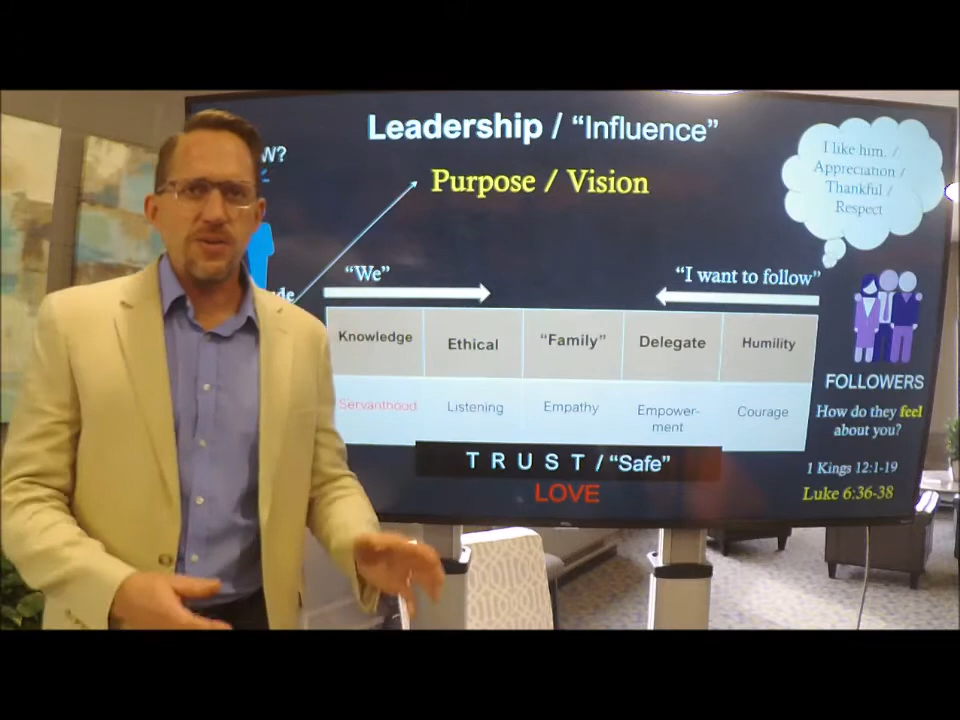 Leadership / “Influence”
W?
Purpose / Vision
I like him. /
Appreciation /
Thankful /
Respect
“We”
“I want to follow”
Knowledge
Ethical
“Family”
Delegate
Humility
Servanthood
Listening
Empathy
Empower-
ment
Courage
FOLLOWERS
How do they feel
about you?
T R U S T / “Safe”
LOVE
1 Kings 12:1-19
Luke 6:36-38